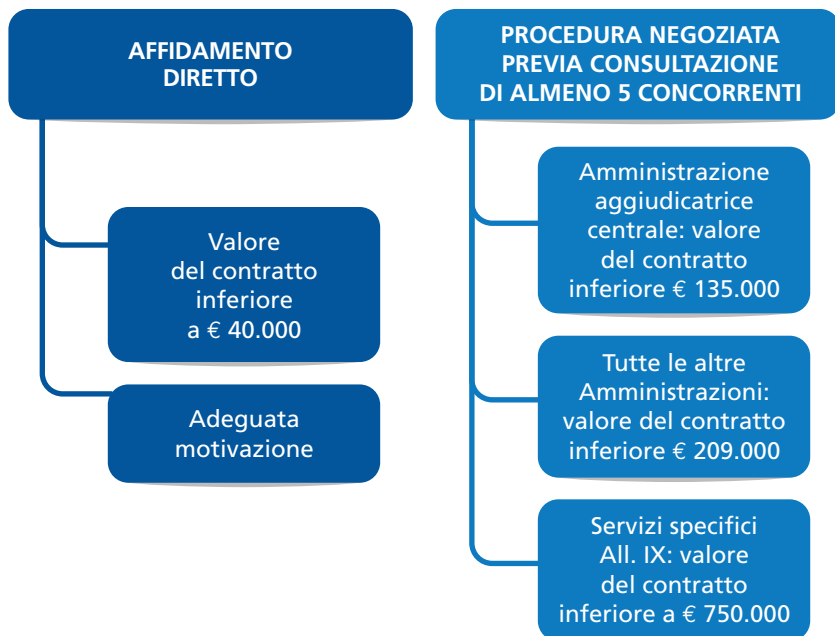 AFFIDAMENTO
DIRETTO
Valore
del contratto
inferiore
a € 40.000
Adeguata
motivazione
PROCEDURA NEGOZIATA
PREVIA CONSULTAZIONE
DI ALMENO 5 CONCORRENTI
Amministrazione
aggiudicatrice
centrale: valore
del contratto
inferiore € 135.000
Tutte le altre
Amministrazioni:
valore del contratto
inferiore € 209.000
Servizi specifici
All. IX: valore
del contratto
inferiore a € 750.000